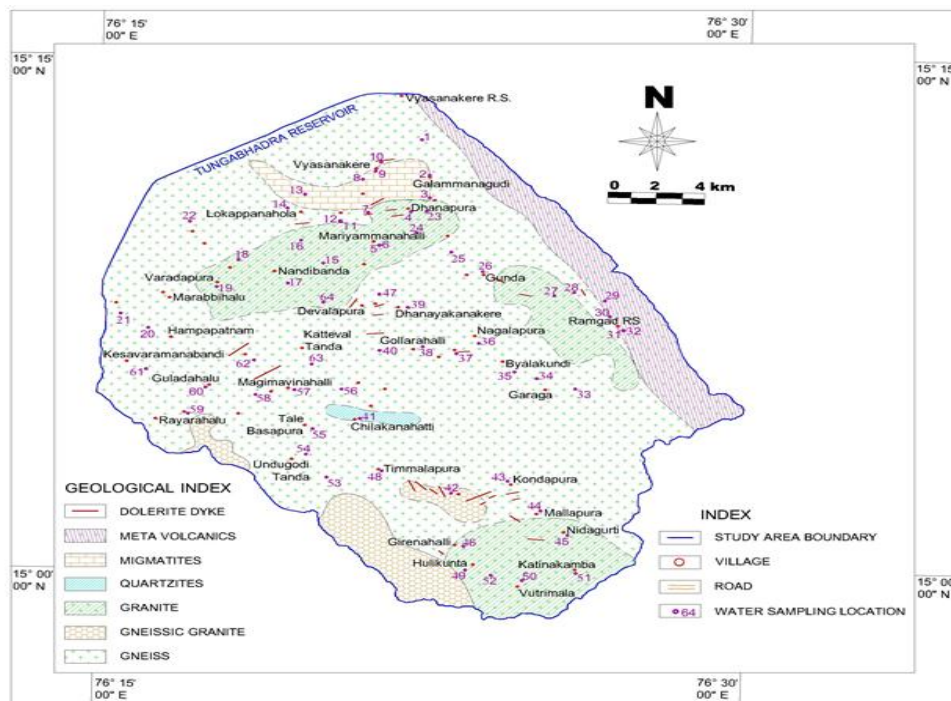 76° 15'
00" E
76° 30'
00" E
15° 15'
00" N
15° 15'
00" N
Vyasanakere R.S.
TUNGABHADRA RESERVOIR
N
0 2 4 km
1
10
Vyasanakere
9
8
2
Galammanagudi
13
3
14
7
Dhanapura
Lokappanahola
4
23
22
12
11
24
Mariyammanahalli
16
5
6
18
15
25
26
Nandibanda
Gunda
Varadapura
17
19
Marabbihalu
64
47
27
28
29
Devalapura
39
Dhanayakanakere
30
Ramgad RS
21
20
Hampapatnam
Katteval
Tanda
Gollarahalli
Nagalapura
36
31
32
Kesavaramanabandi
62
63
40
38
37
Byalakundi
61
Guladahalu
35
34
60
Magimavinahalli
58
57
56
Garaga
33
59
Rayarahalu
Tale
Basapura
41
Chilakanahatti
55
54
Undugodi
Tanda
53
Timmalapura
48
43
Kondapura
42
44
Mallapura
Nidagurti
45
Girenahalli
46
Hulikunta
49
52
50
Katinakamba
51
Vutrimala
GEOLOGICAL INDEX
DOLERITE DYKE
META VOLCANICS
MIGMATITES
QUARTZITES
GRANITE
GNEISSIC GRANITE
GNEISS
INDEX
STUDY AREA BOUNDARY
VILLAGE
ROAD
64 WATER SAMPLING LOCATION
15° 00'
00" N
15° 00'
00" N
76° 15'
00" E
76° 30'
00" E